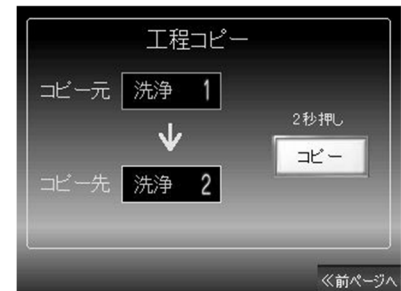 工程コピー
コピー元 洗浄 1
↓
2秒押し
コピー
コピー先 洗浄 2
≪前ページへ